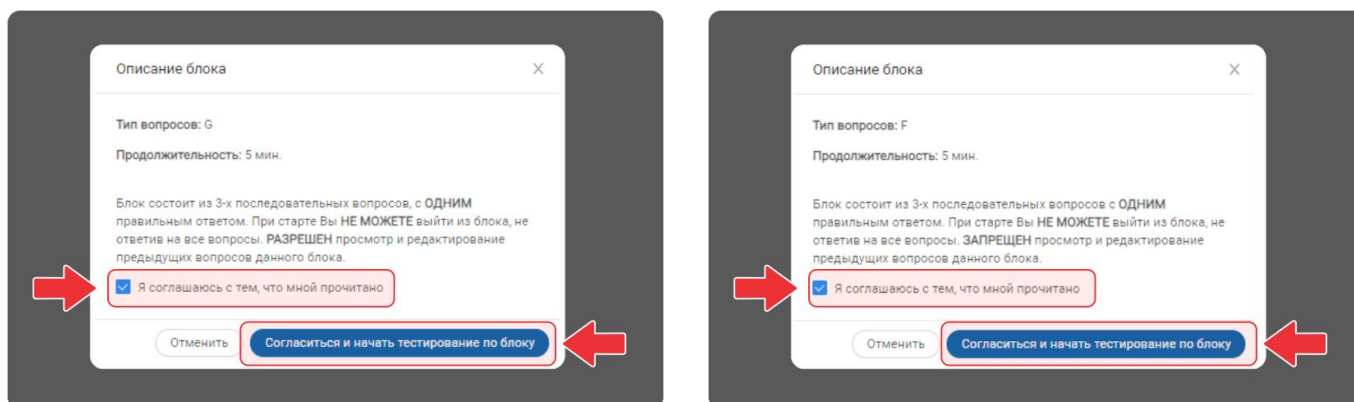 Описание блока
Тип вопросов: G
Продолжительность: 5 мин.
Блок состоит из 3-х последовательных вопросов, с ОДНИМ
правильным ответом. При старте Вы НЕ МОЖЕТЕ выйти из блока, не
ответив на все вопросы. РАЗРЕШЕН просмотр и редактирование
предыдущих вопросов данного блока.
Я соглашаюсь с тем, что мной прочитано
Отменить
Согласиться и начать тестирование по блоку
Описание блока
Тип вопросов: F
Продолжительность: 5 мин.
Блок состоит из 3-х последовательных вопросов с ОДНИМ
правильным ответом. При старте Вы НЕ МОЖЕТЕ выйти из блока, не
ответив на все вопросы. ЗАПРЕЩЕН просмотр и редактирование
предыдущих вопросов данного блока.
Я соглашаюсь с тем, что мной прочитано
Отменить
Согласиться и начать тестирование по блоку